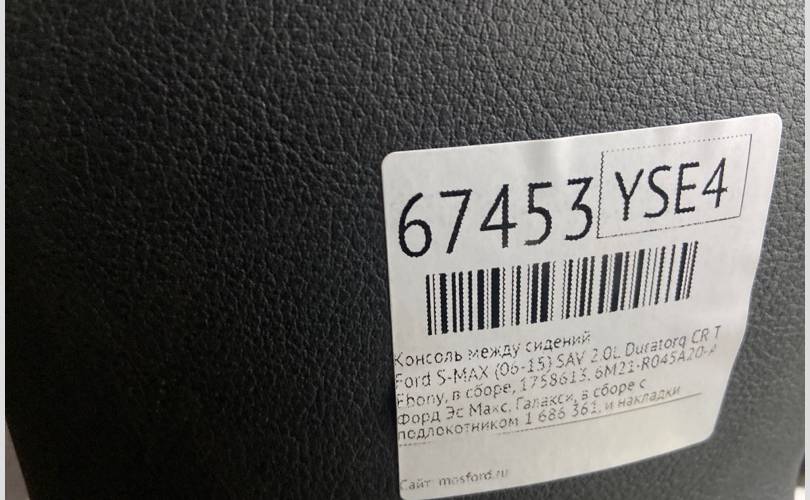 67453 YSE4
Консоль между сидений
Ford S-MAX (06-15) SAV 2.0L Duratorq CR T
Ebony, в сборе, 1758613. 6M21-R045A20-A
Форд Эс Макс, Галакси, в сборе с
подлокотником 1 686 361. и накладки
Сайт: mosford.ru